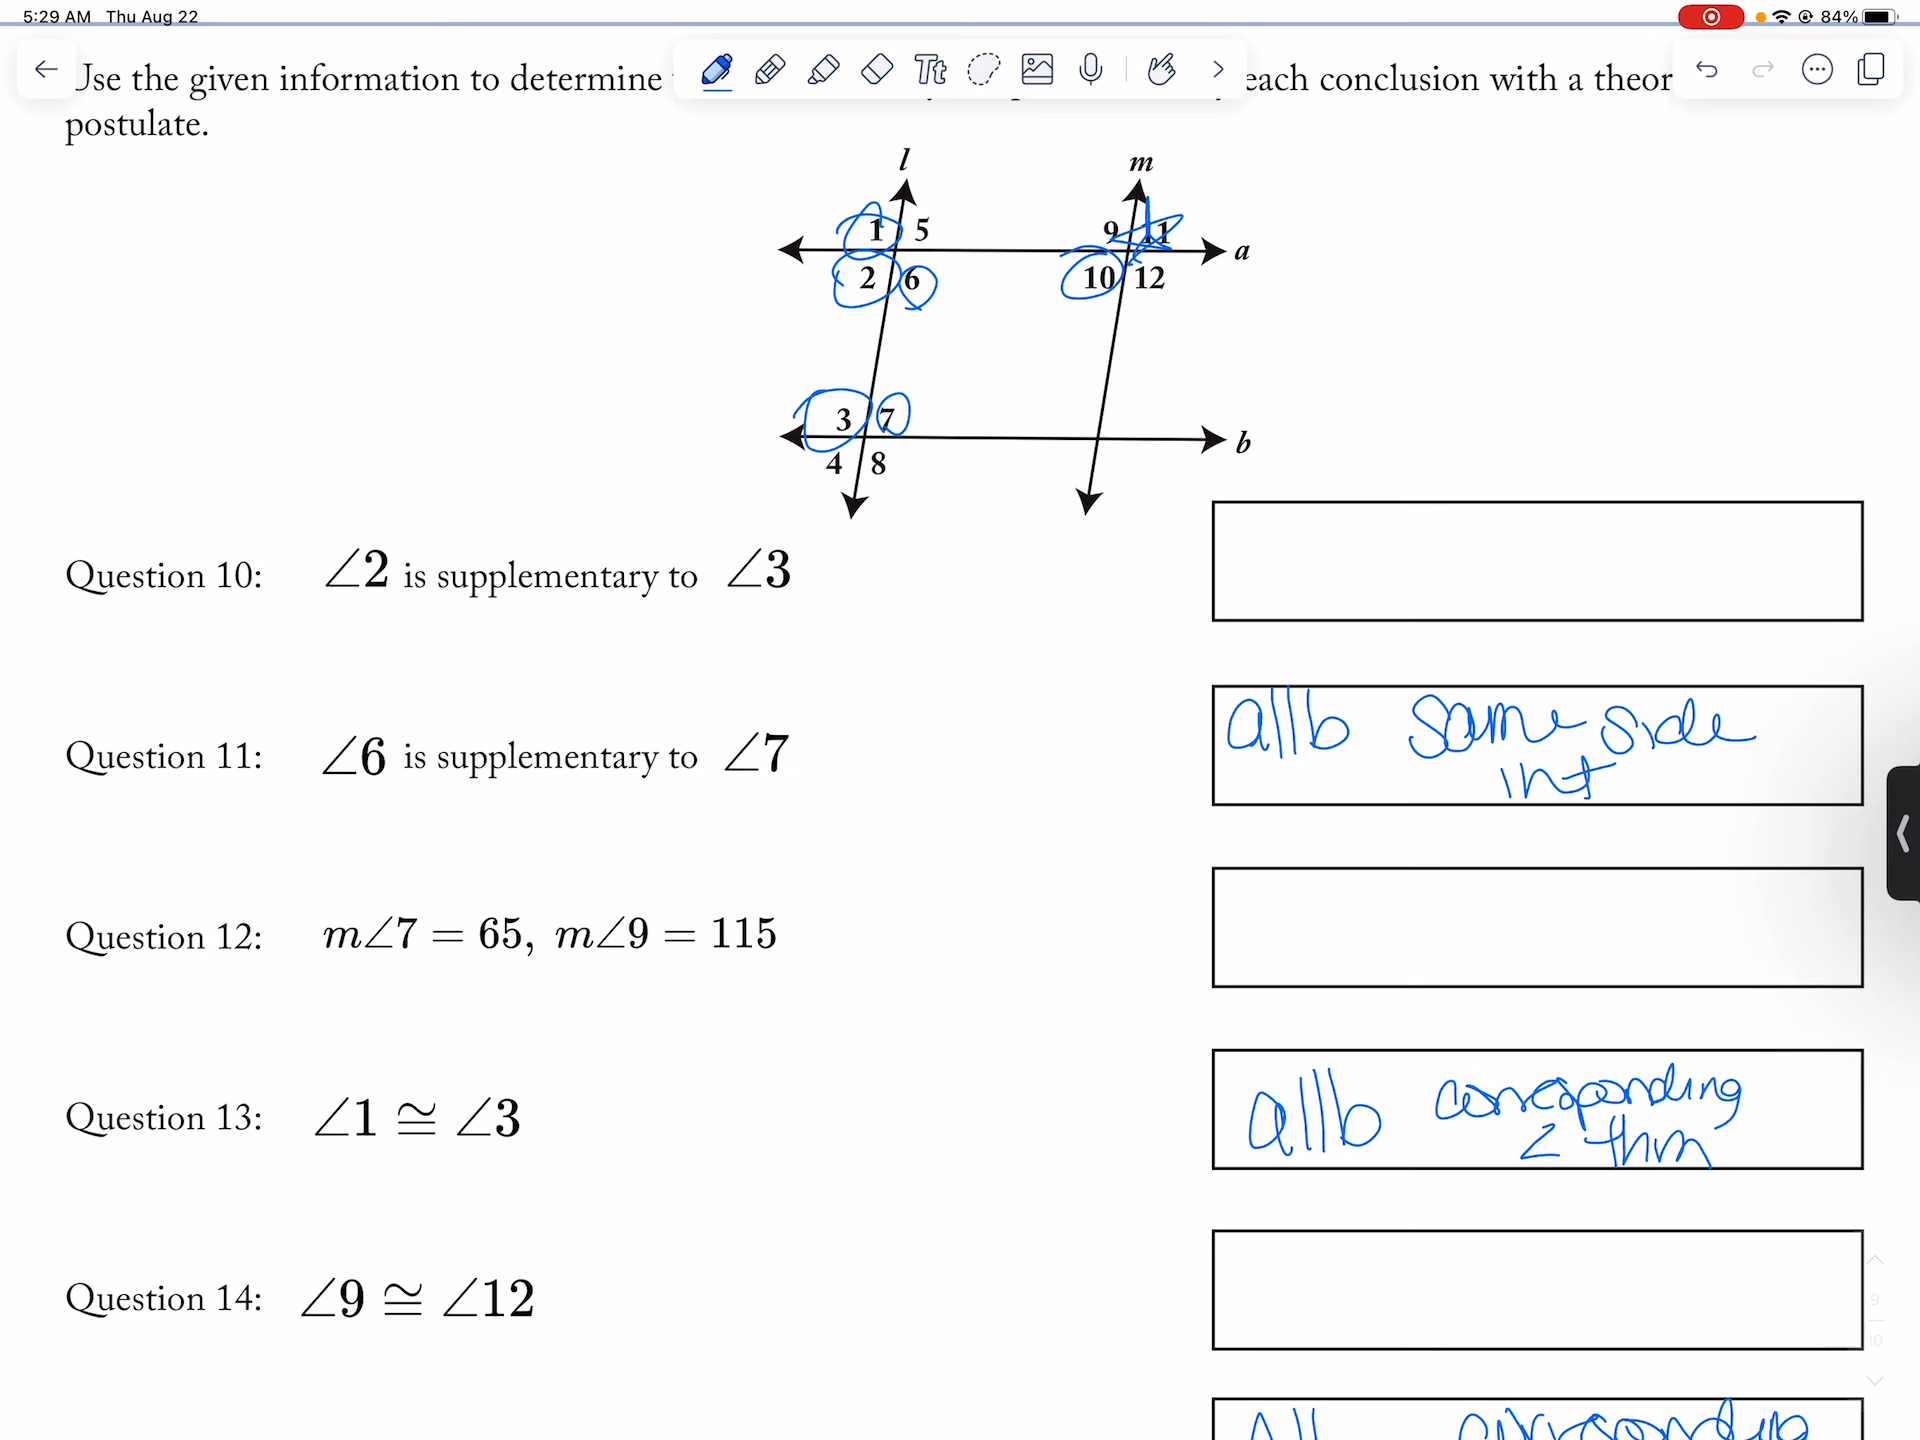 5:29 AM Thu Aug 22
84%
Use the given information to determine each conclusion with a theor
postulate.
l m
1 5 9 11
a
2 6 10 12
3 7
b
4 8
Question 10: ∠2 is supplementary to ∠3
Question 11: ∠6 is supplementary to ∠7
a||b same side
int
Question 12: m∠7 = 65, m∠9 = 115
Question 13: ∠1 ≅ ∠3
a||b corresponding
∠ thm
Question 14: ∠9 ≅ ∠12
9
10